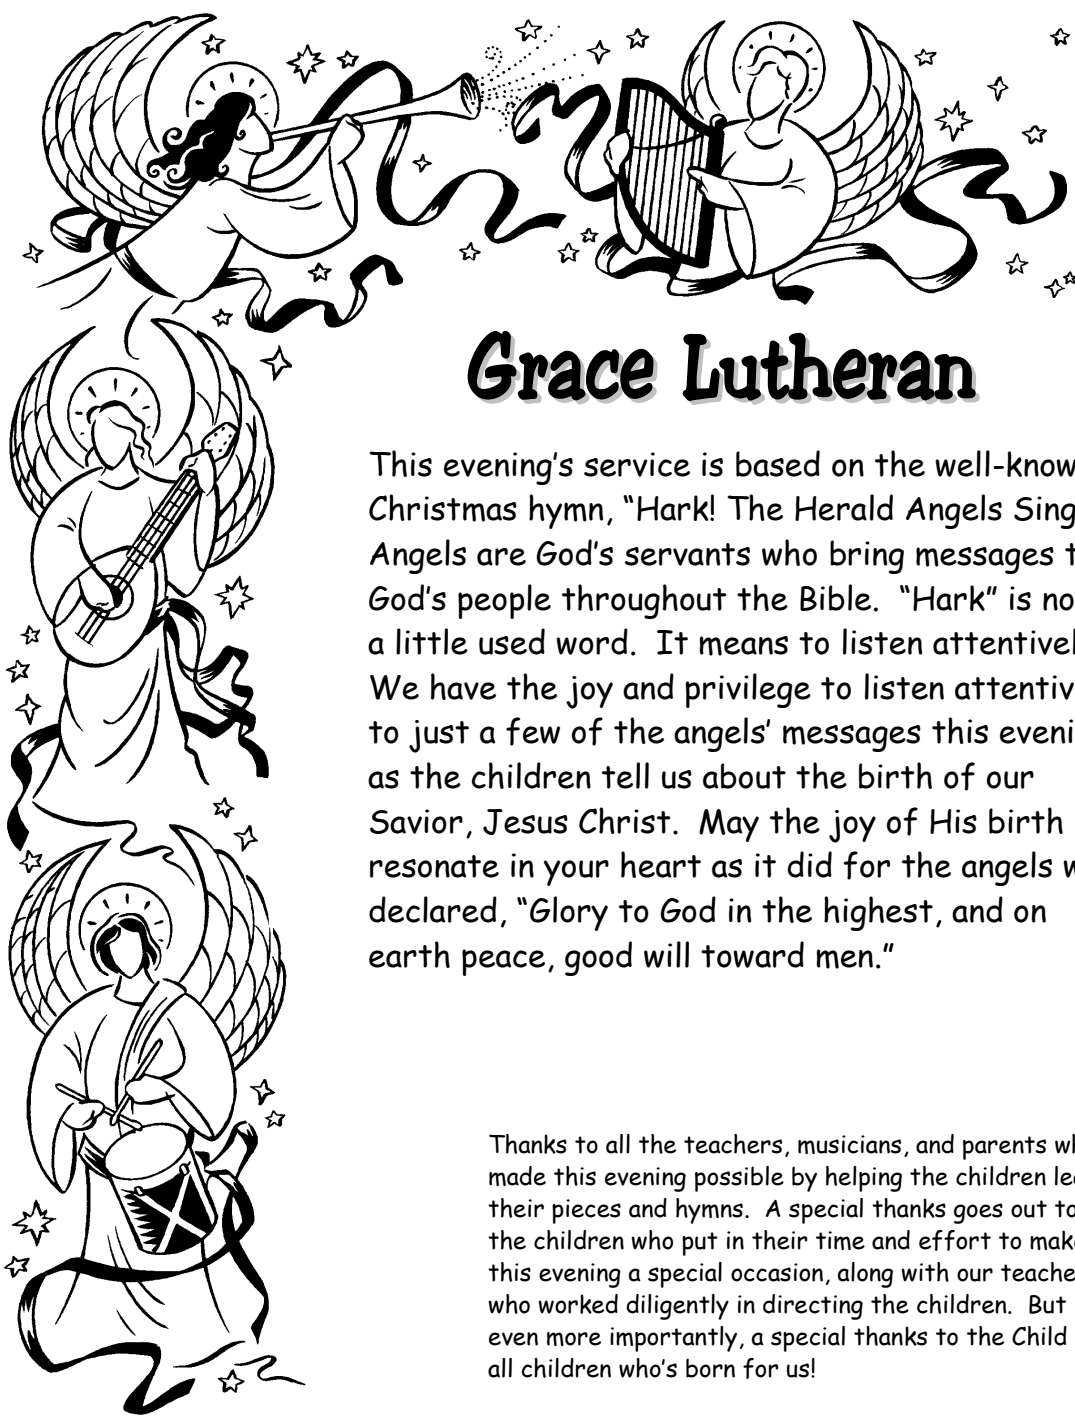 Grace Lutheran
This evening's service is based on the well-know
Christmas hymn, “Hark! The Herald Angels Sing
Angels are God's servants who bring messages t
God's people throughout the Bible.  “Hark” is no
a little used word.  It means to listen attentivel
We have the joy and privilege to listen attentiv
to just a few of the angels' messages this eveni
as the children tell us about the birth of our
Savior, Jesus Christ.  May the joy of His birth
resonate in your heart as it did for the angels w
declared, “Glory to God in the highest, and on
earth peace, good will toward men.”
Thanks to all the teachers, musicians, and parents wh
made this evening possible by helping the children lea
their pieces and hymns.  A special thanks goes out to
the children who put in their time and effort to make
this evening a special occasion, along with our teache
who worked diligently in directing the children.  But
even more importantly, a special thanks to the Child
all children who's born for us!